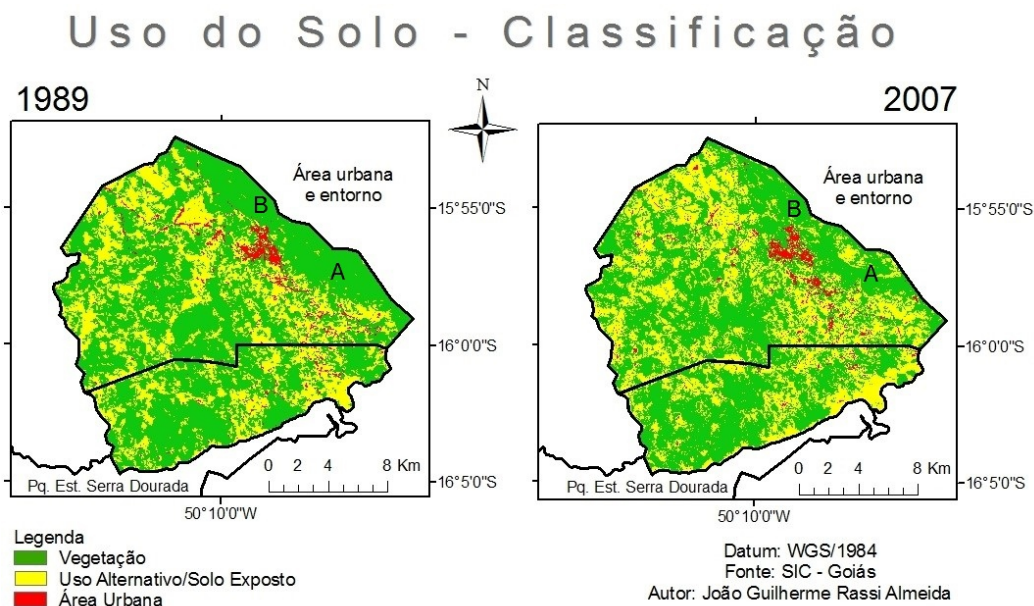 Uso do Solo - Classificação
1989
N
2007
Área urbana
e entorno
B
A
Área urbana
e entorno
B
A
15°55'0"S
16°0'0"S
16°5'0"S
15°55'0"S
16°0'0"S
16°5'0"S
0 2 4 8 Km
Pq. Est. Serra Dourada
0 2 4 8 Km
Pq. Est. Serra Dourada
50°10'0"W
50°10'0"W
Legenda
Vegetação
Uso Alternativo/Solo Exposto
Área Urbana
Datum: WGS/1984
Fonte: SIC - Goiás
Autor: João Guilherme Rassi Almeida